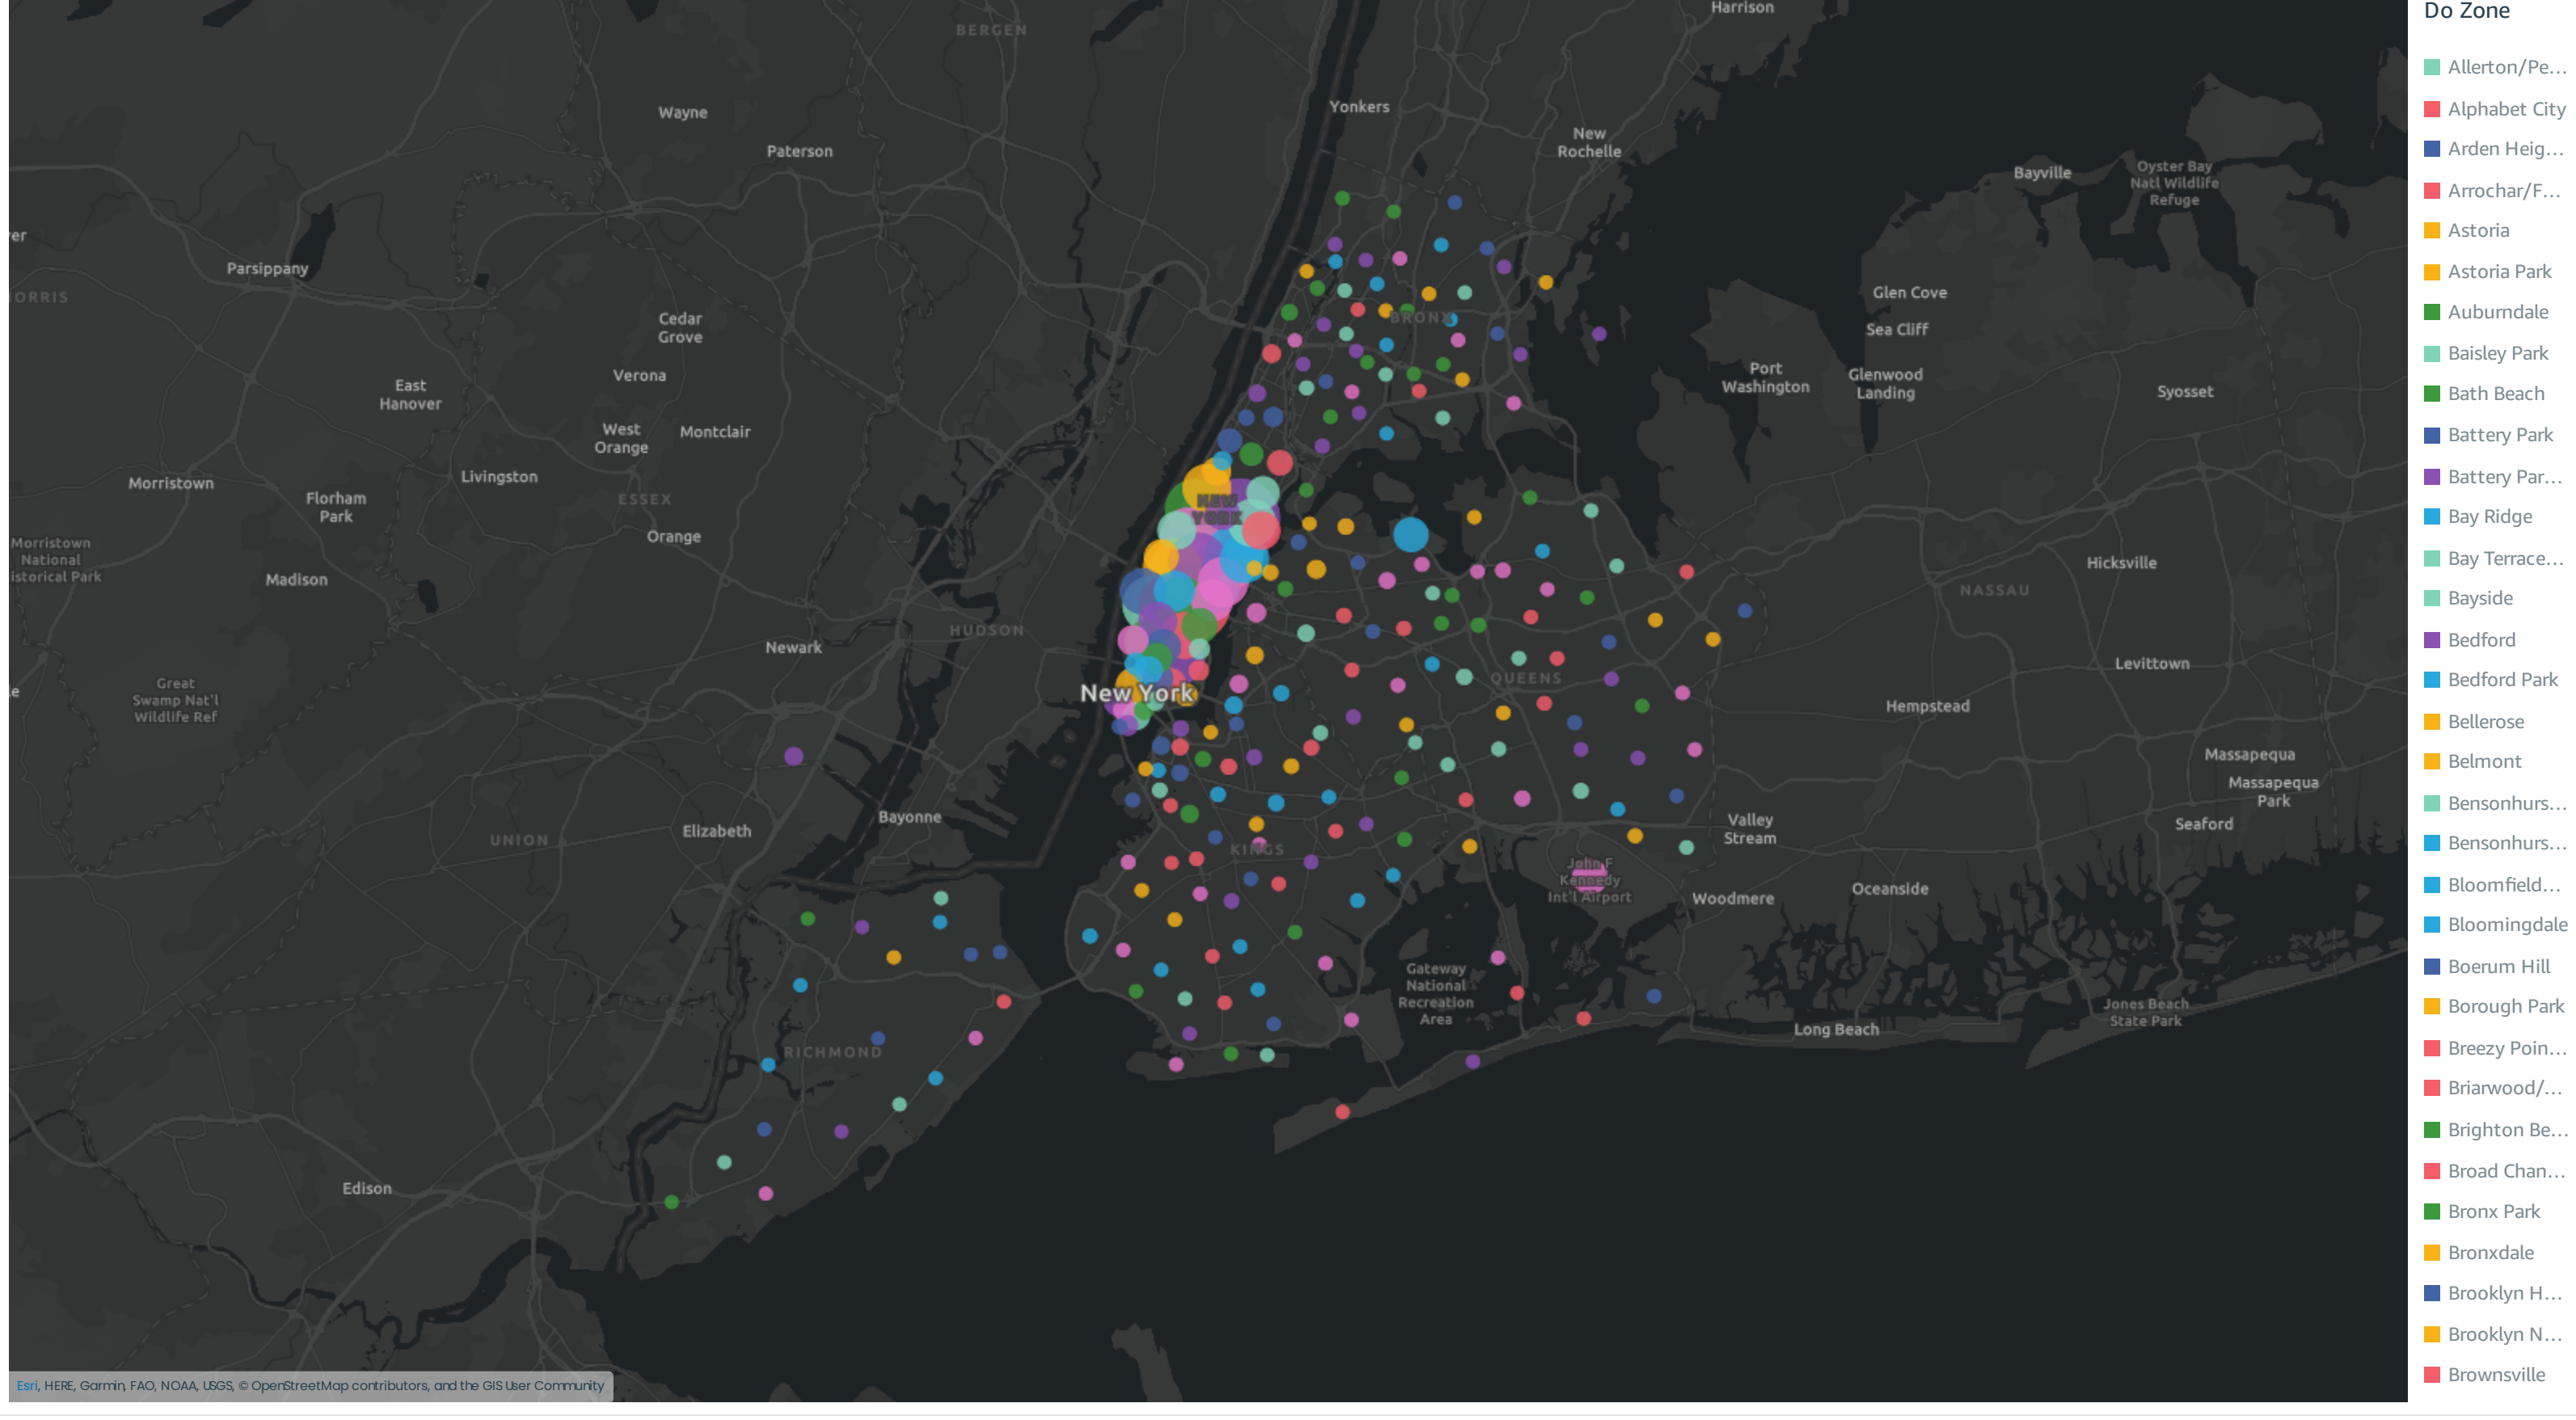 Harrison
BERGEN
Yonkers
Wayne
New
Rochelle
Paterson
Bayville
Oyster Bay
Natl Wildlife
Refuge
Parsippany
Glen Cove
BRONX
Cedar
Grove
Sea Cliff
Verona
Port
Washington
Glenwood
Landing
East
Hanover
Syosset
West
Orange
Montclair
Livingston
Morristown
ESSEX
Florham
Park
NEW
YORK
Orange
Morristown
National
istorical Park
Madison
Hicksville
NASSAU
HUDSON
Newark
Levittown
QUEENS
Great
Swamp Nat'l
Wildlife Ref
New York
Hempstead
Massapequa
Massapequa
Park
Bayonne
Elizabeth
UNION
Valley
Stream
Seaford
KINGS
John F
Kennedy
Int'l Airport
Oceanside
Woodmere
Gateway
National
Recreation
Area
Jones Beach
State Park
Long Beach
RICHMOND
Edison
Esri, HERE, Garmin, FAO, NOAA, USGS, © OpenStreetMap contributors, and the GIS User Community
Do Zone
Allerton/Pe...
Alphabet City
Arden Heig...
Arrochar/F...
Astoria
Astoria Park
Auburndale
Baisley Park
Bath Beach
Battery Park
Battery Par...
Bay Ridge
Bay Terrace...
Bayside
Bedford
Bedford Park
Bellerose
Belmont
Bensonhurs...
Bensonhurs...
Bloomfield...
Bloomingdale
Boerum Hill
Borough Park
Breezy Poin...
Briarwood/...
Brighton Be...
Broad Chan...
Bronx Park
Bronxdale
Brooklyn H...
Brooklyn N...
Brownsville